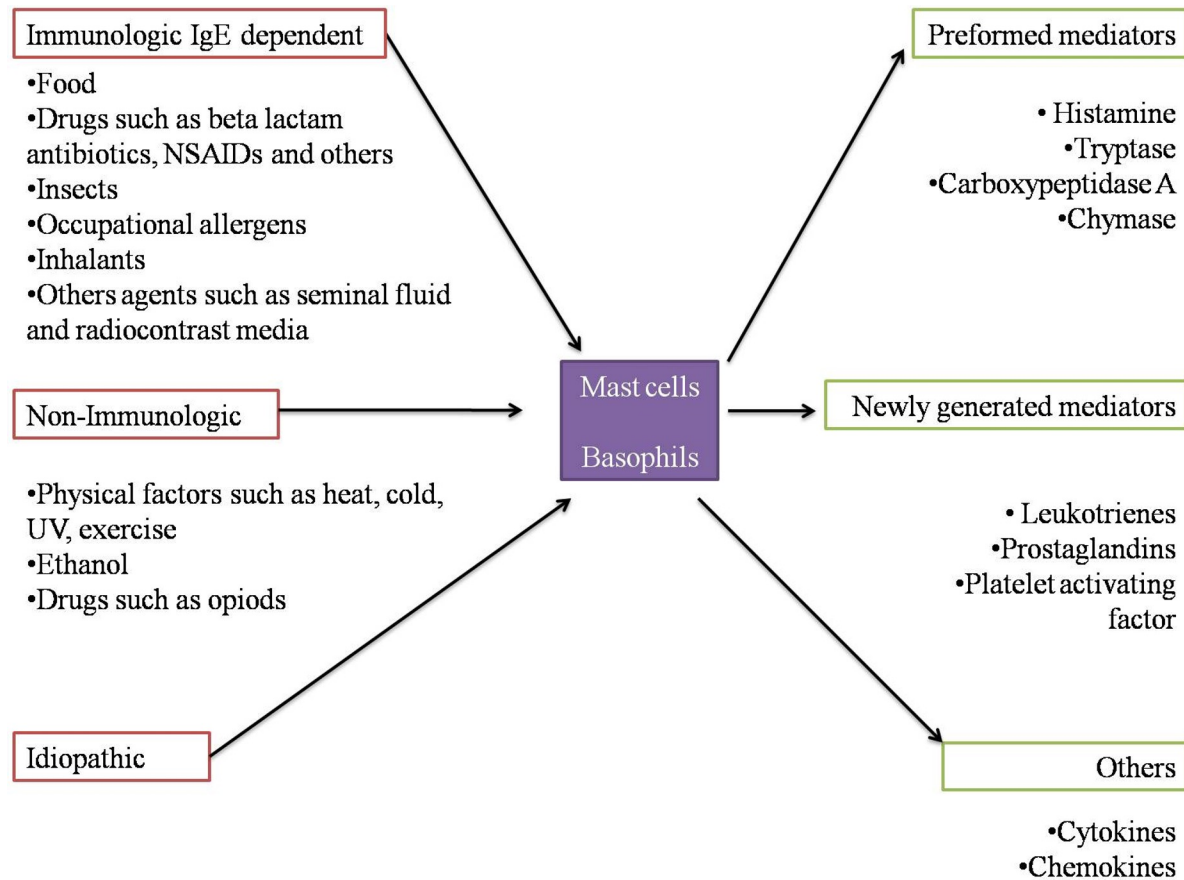 Immunologic IgE dependent
•Food
•Drugs such as beta lactam
antibiotics, NSAIDs and others
•Insects
•Occupational allergens
•Inhalants
•Others agents such as seminal fluid
and radiocontrast media
Non-Immunologic
•Physical factors such as heat, cold,
UV, exercise
•Ethanol
•Drugs such as opiods
Idiopathic
Mast cells
Basophils
Preformed mediators
• Histamine
•Tryptase
•Carboxypeptidase A
•Chymase
Newly generated mediators
• Leukotrienes
•Prostaglandins
•Platelet activating
factor
Others
•Cytokines
•Chemokines